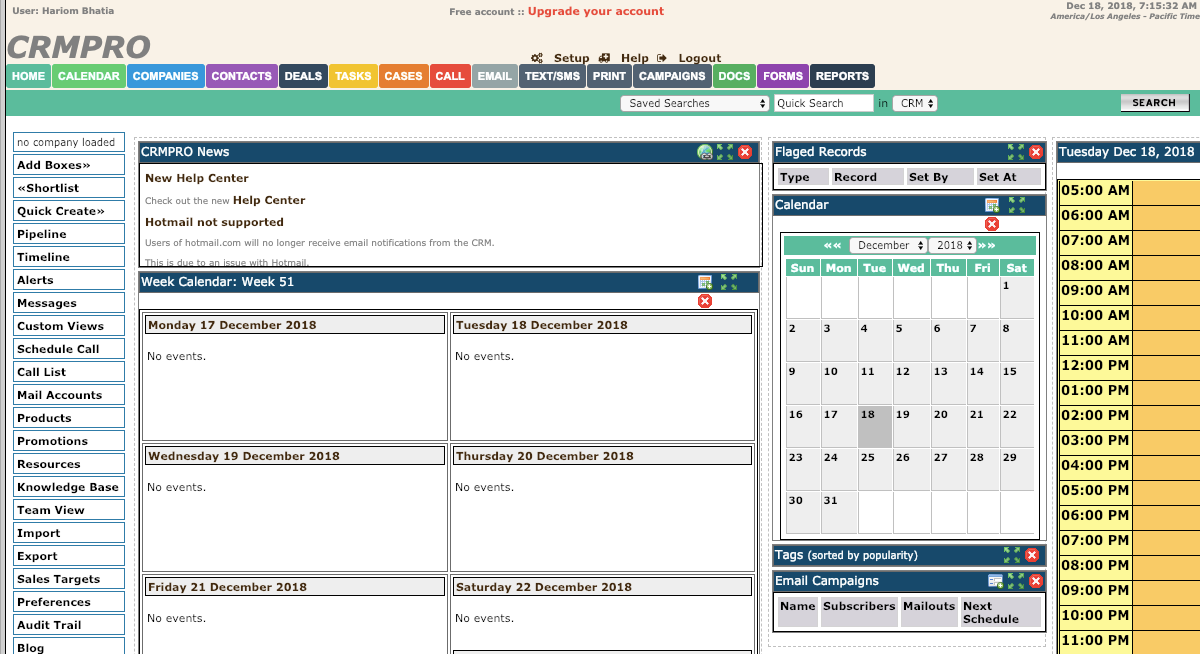 User: Hariom Bhatia
Free account :: Upgrade your account
Dec 18, 2018, 7:15:32 AM
America/Los Angeles - Pacific Time
CRMPRO
Setup Help Logout
HOME CALENDAR COMPANIES CONTACTS DEALS TASKS CASES CALL EMAIL TEXT/SMS PRINT CAMPAIGNS DOCS FORMS REPORTS
Saved Searches Quick Search in CRM SEARCH
no company loaded
Add Boxes»
«Shortlist
Quick Create»
Pipeline
Timeline
Alerts
Messages
Custom Views
Schedule Call
Call List
Mail Accounts
Products
Promotions
Resources
Knowledge Base
Team View
Import
Export
Sales Targets
Preferences
Audit Trail
Blog
CRMPRO News
New Help Center
Check out the new Help Center
Hotmail not supported
Users of hotmail.com will no longer receive email notifications from the CRM.
This is due to an issue with Hotmail.
Week Calendar: Week 51
Monday 17 December 2018
No events.
Tuesday 18 December 2018
No events.
Wednesday 19 December 2018
No events.
Thursday 20 December 2018
No events.
Friday 21 December 2018
No events.
Saturday 22 December 2018
No events.
Flaged Records
Type Record Set By Set At
Calendar
«« December 2018 »»
Sun Mon Tue Wed Thu Fri Sat
1
2 3 4 5 6 7 8
9 10 11 12 13 14 15
16 17 18 19 20 21 22
23 24 25 26 27 28 29
30 31
Tags (sorted by popularity)
Email Campaigns
Name Subscribers Mailouts Next
Schedule
Tuesday Dec 18, 2018
05:00 AM
06:00 AM
07:00 AM
08:00 AM
09:00 AM
10:00 AM
11:00 AM
12:00 PM
01:00 PM
02:00 PM
03:00 PM
04:00 PM
05:00 PM
06:00 PM
07:00 PM
08:00 PM
09:00 PM
10:00 PM
11:00 PM